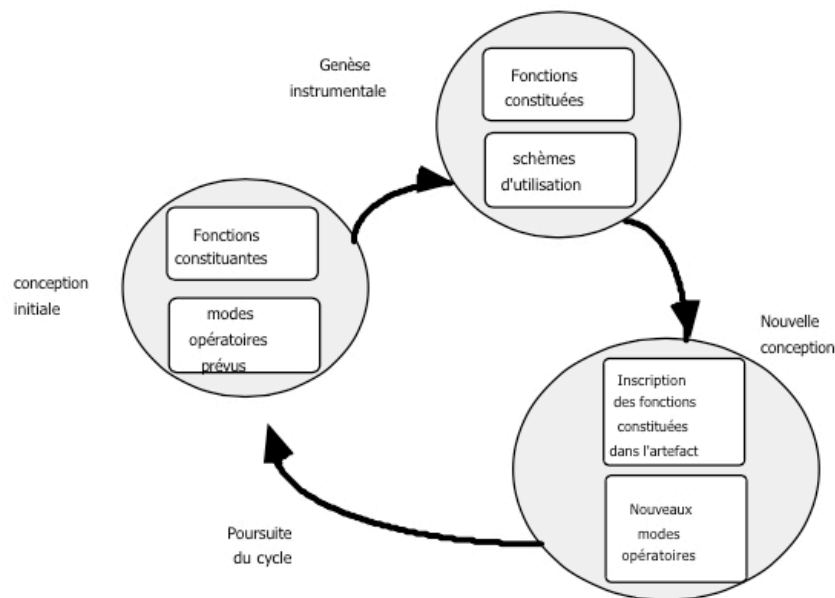 Genèse
instrumentale
Fonctions
constituées
schèmes
d'utilisation
conception
initiale
Fonctions
constituantes
modes
opératoires
prévus
Nouvelle
conception
Inscription
des fonctions
constituées
dans l'artefact
Nouveaux
modes
opératoires
Poursuite
du cycle